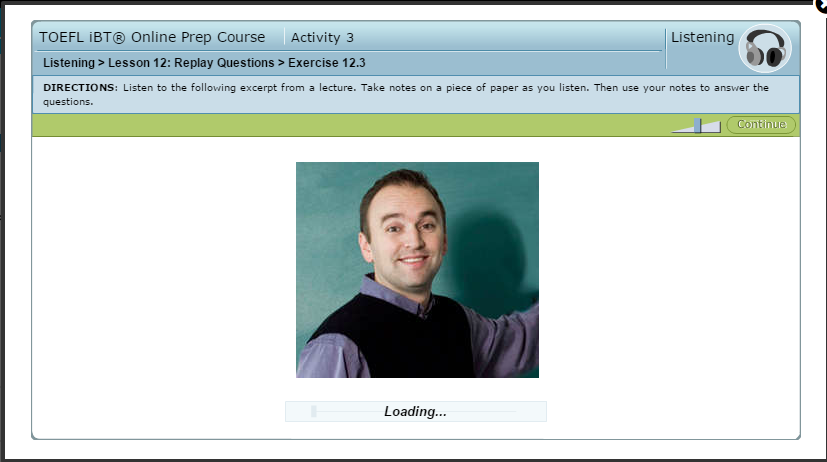 TOEFL iBT® Online Prep Course Activity 3 Listening
Listening > Lesson 12: Replay Questions > Exercise 12.3
DIRECTIONS: Listen to the following excerpt from a lecture. Take notes on a piece of paper as you listen. Then use your notes to answer the
questions.
Continue
Loading...